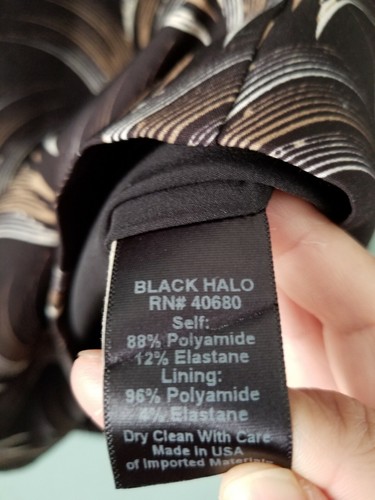 BLACK HALO
RN# 40680
Self:
88% Polyamide
12% Elastane
Lining:
96% Polyamide
4% Elastane
Dry Clean With Care
Made in USA
of Imported Materials